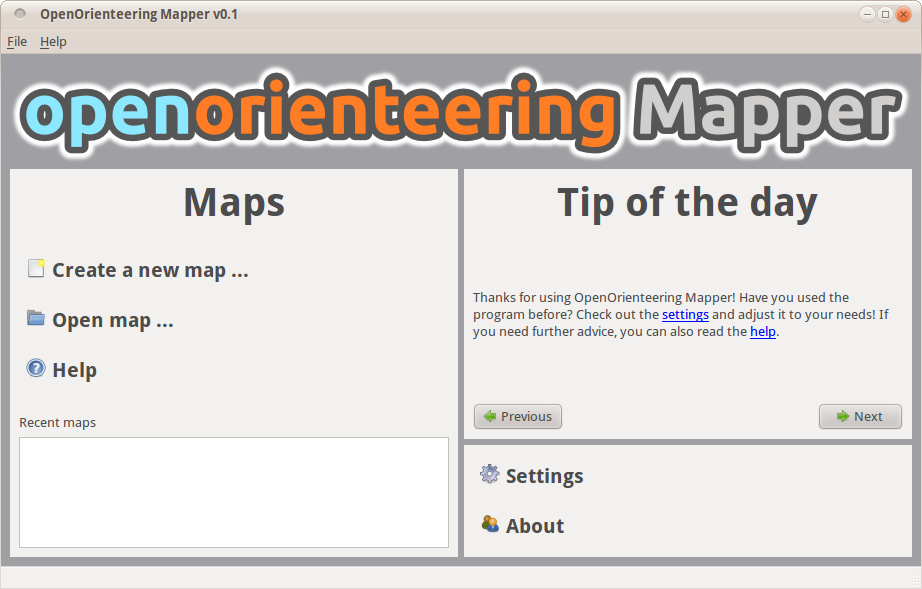 OpenOrienteering Mapper v0.1
File Help
openorienteering Mapper
Maps
Create a new map ...
Open map ...
Help
Recent maps
Tip of the day
Thanks for using OpenOrienteering Mapper! Have you used the
program before? Check out the settings and adjust it to your needs! If
you need further advice, you can also read the help.
Previous
Next
Settings
About